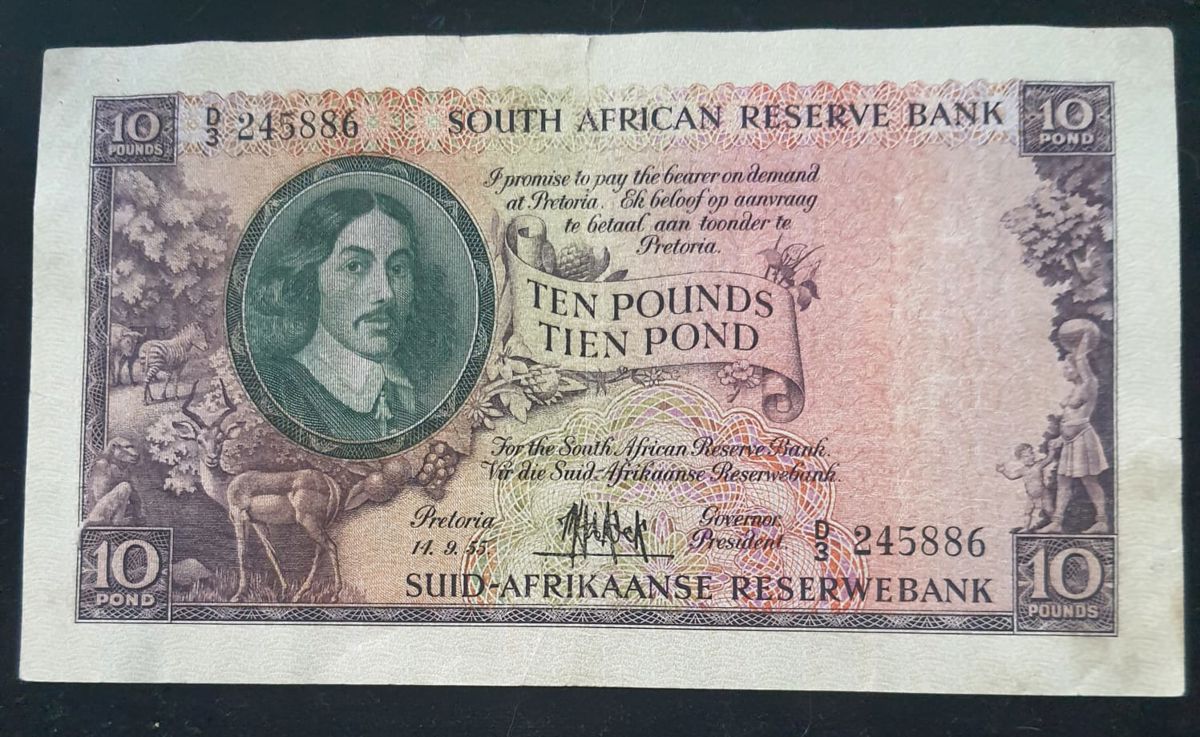 10 POUNDS
D/3 245886
SOUTH AFRICAN RESERVE BANK
10 POND
I promise to pay the bearer on demand
at Pretoria. Ek beloof op aanvraag
te betaal aan toonder te
Pretoria.
TEN POUNDS
TIEN POND
For the South African Reserve Bank.
Vir die Suid-Afrikaanse Reserwebank.
Pretoria
14. 9. 55.
Governor.
President.
D/3 245886
10 POND
SUID-AFRIKAANSE RESERWEBANK
10 POUNDS